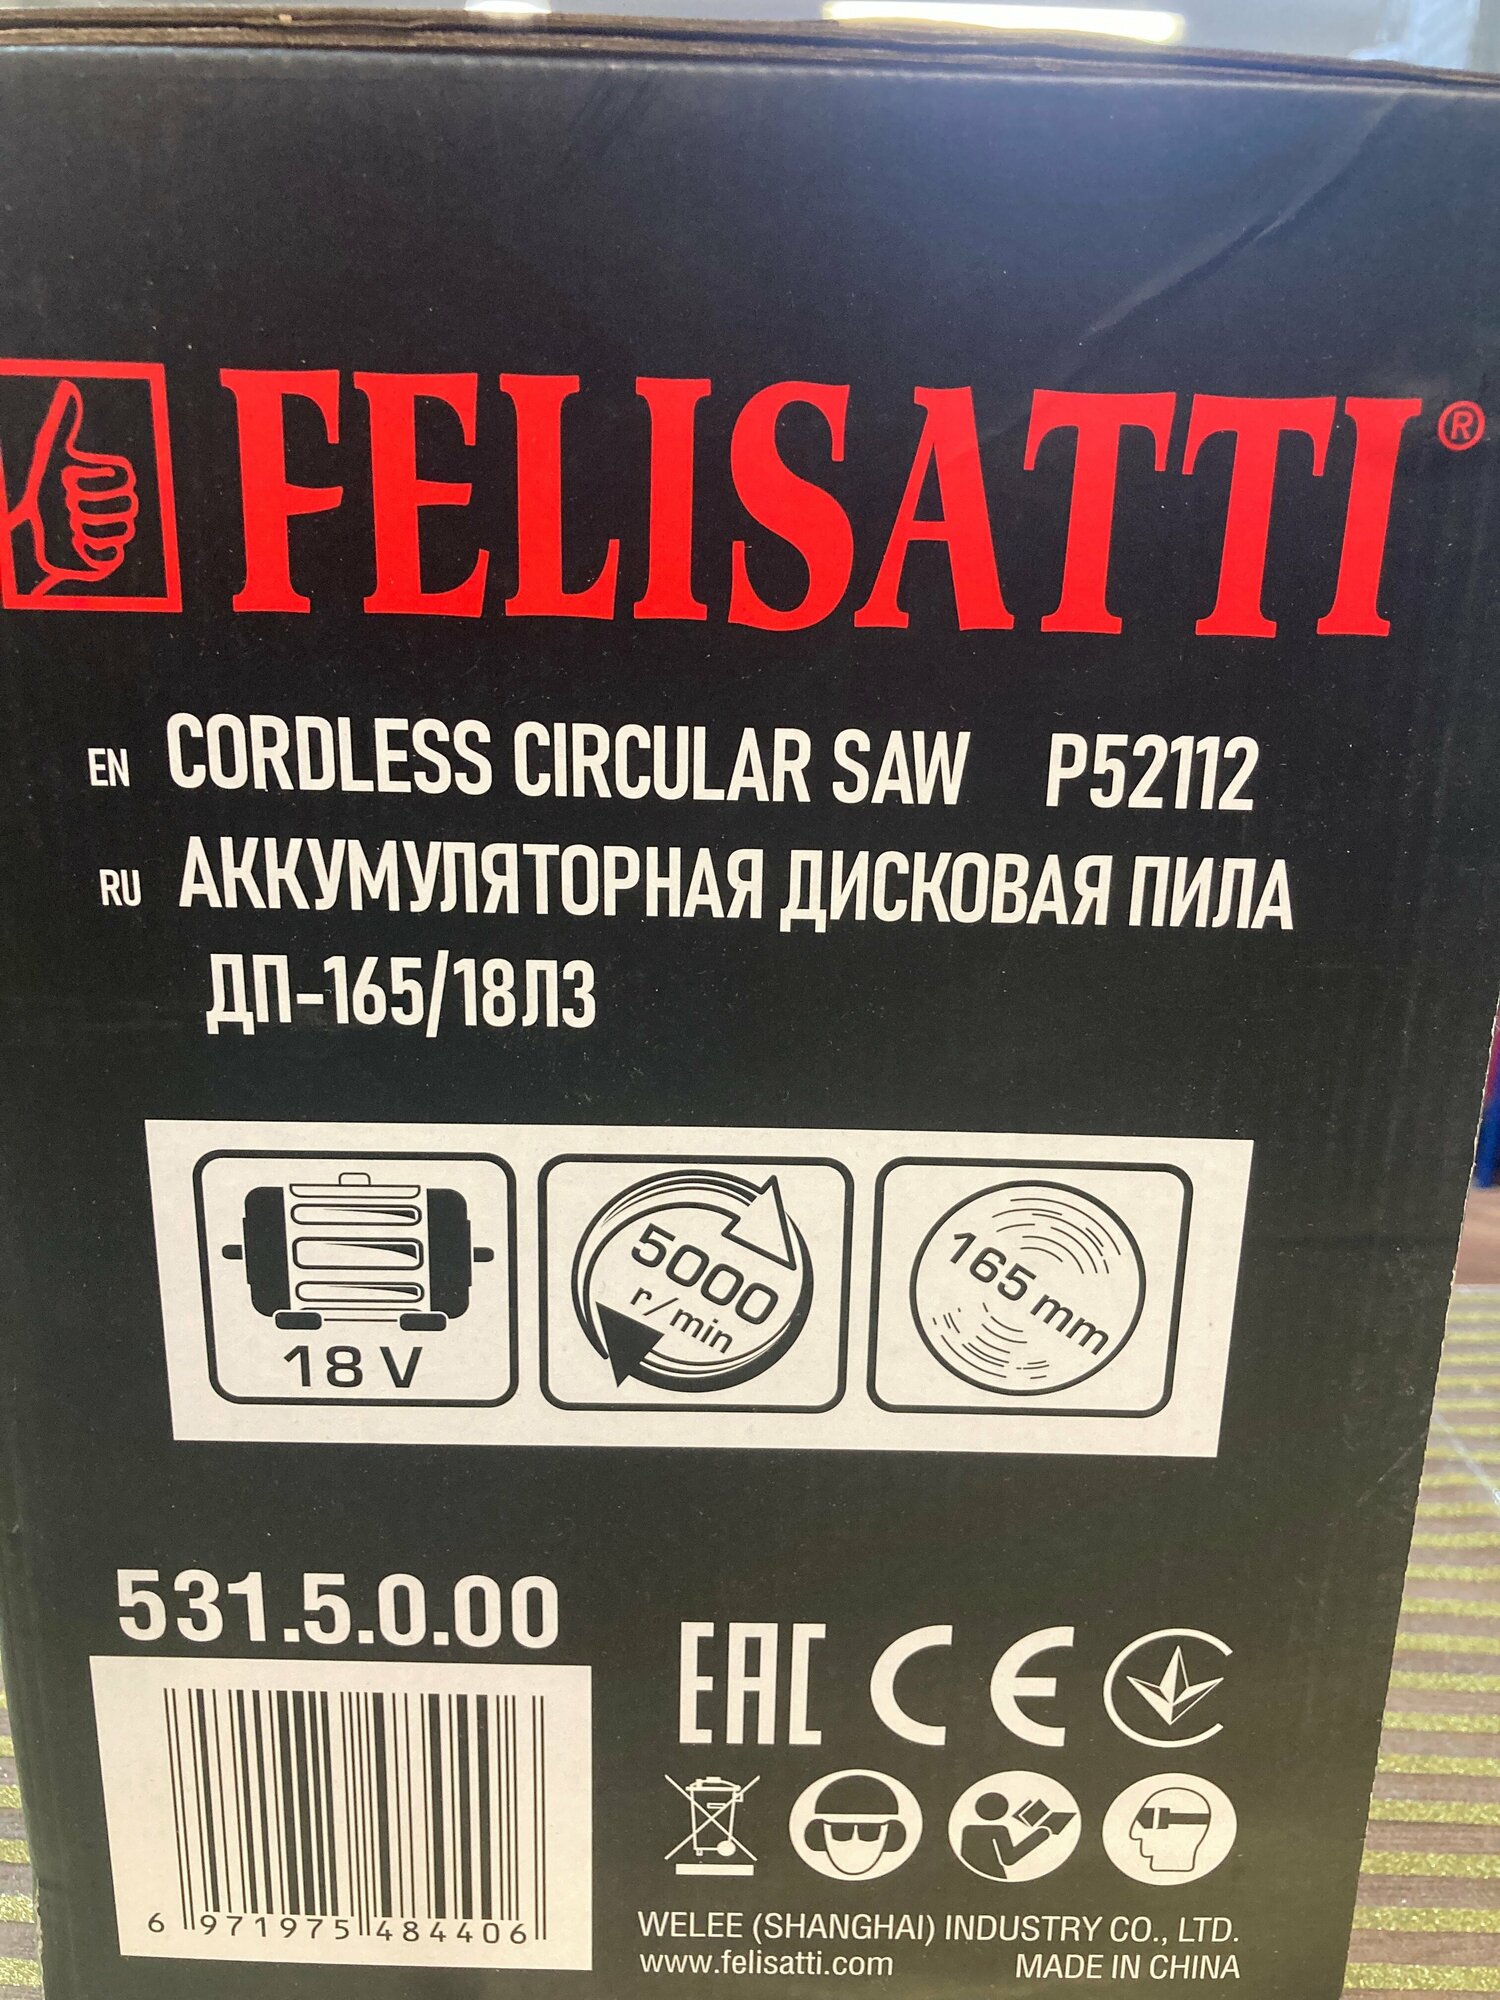 FELISATTI®
EN CORDLESS CIRCULAR SAW P52112
RU АККУМУЛЯТОРНАЯ ДИСКОВАЯ ПИЛА
ДП-165/18ЛЗ
18 V
5000
r/min
165 mm
531.5.0.00
EAC CE
6 971975 484406
WELEE (SHANGHAI) INDUSTRY CO., LTD.
www.felisatti.com MADE IN CHINA